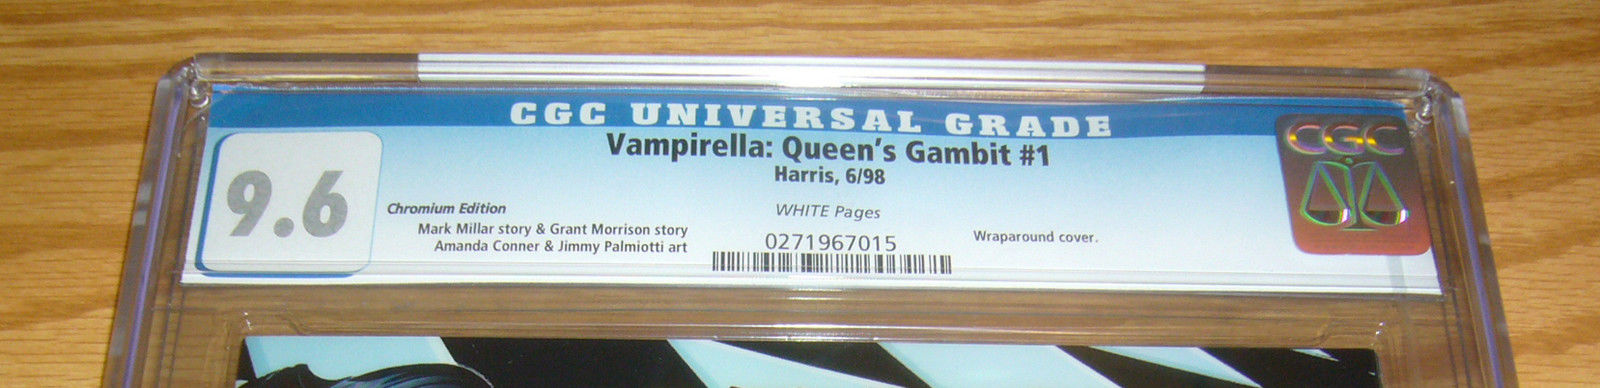 CGC UNIVERSAL GRADE
Vampirella: Queen's Gambit #1
Harris, 6/98
9.6
Chromium Edition
WHITE Pages
Mark Millar story & Grant Morrison story
Amanda Conner & Jimmy Palmiotti art
0271967015
Wraparound cover.
CGC